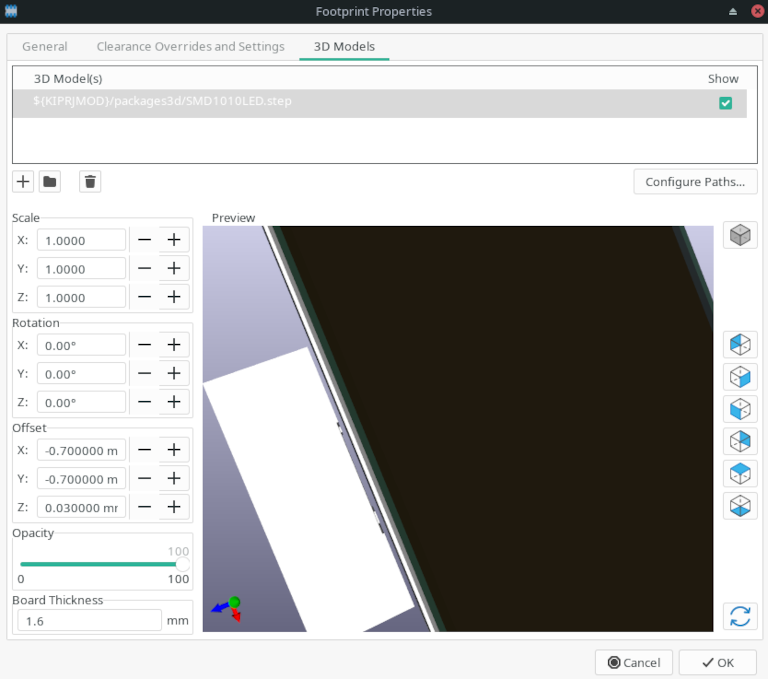 Footprint Properties
General
Clearance Overrides and Settings
3D Models
3D Model(s)
Show
${KIPRJMOD}/packages3d/SMD1010LED.step
Configure Paths...
Scale
X: 1.0000
Y: 1.0000
Z: 1.0000
Rotation
X: 0.00°
Y: 0.00°
Z: 0.00°
Offset
X: -0.700000 m
Y: -0.700000 m
Z: 0.030000 mr
Opacity
100
0
100
Board Thickness
1.6 mm
Preview
Cancel
OK